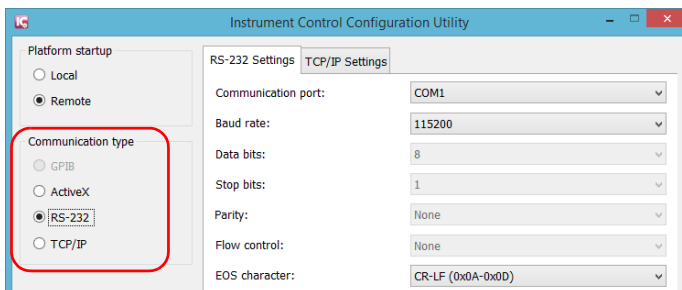 IC
Instrument Control Configuration Utility
Platform startup
Local
Remote
Communication type
GPIB
ActiveX
RS-232
TCP/IP
RS-232 Settings TCP/IP Settings
Communication port: COM1
Baud rate: 115200
Data bits: 8
Stop bits: 1
Parity: None
Flow control: None
EOS character: CR-LF (0x0A-0x0D)